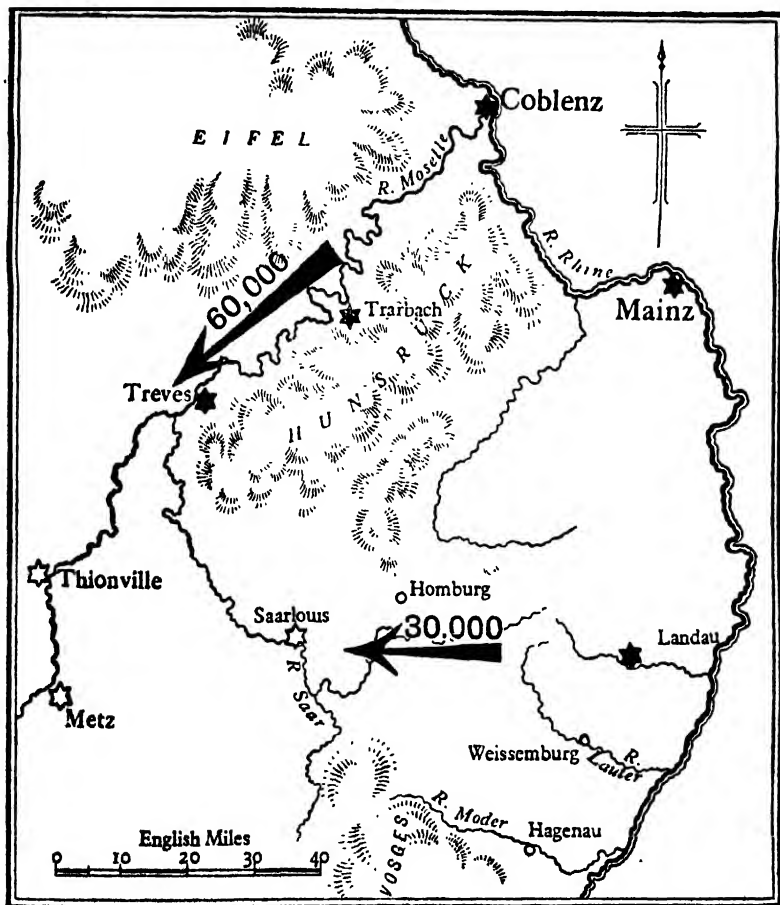 Coblenz
EIFEL
R. Moselle
R. Rhine
60,000
Mainz
Trarbach
HUNSRÜCK
Treves
Thionville
Homburg
Saarlouis
30,000
Landau
R. Saar
Metz
Weissemburg
R. Lauter
R. Moder
Hagenau
VOSGES
English Miles
0 10 20 30 40